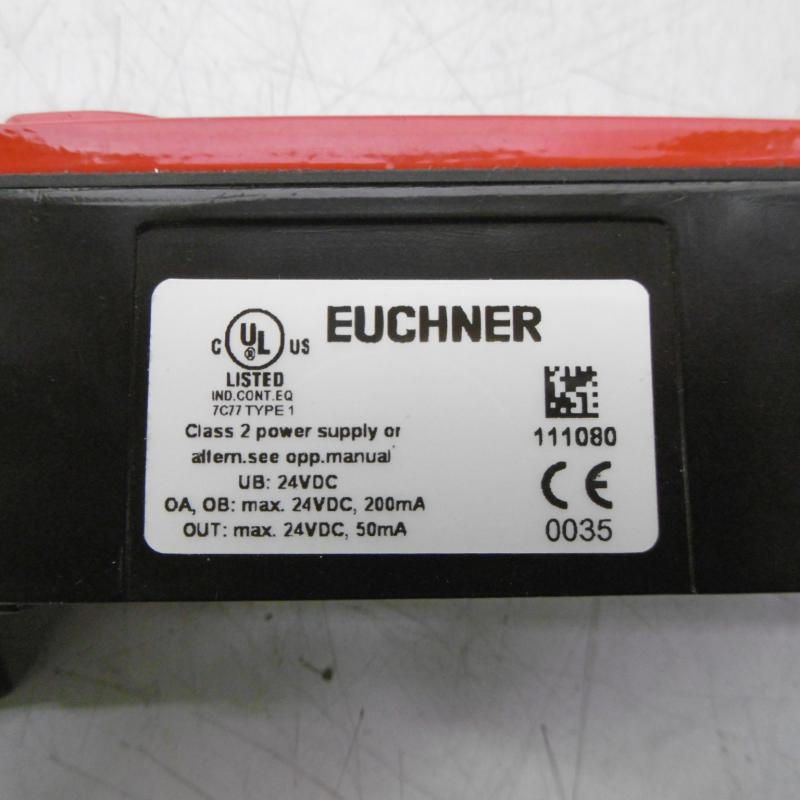 EUCHNER
C UL ® US
LISTED
IND.CONT.EQ
7C77 TYPE 1
Class 2 power supply or
altern.see opp.manual
UB: 24VDC
OA, OB: max. 24VDC, 200mA
OUT: max. 24VDC, 50mA
111080
CE
0035